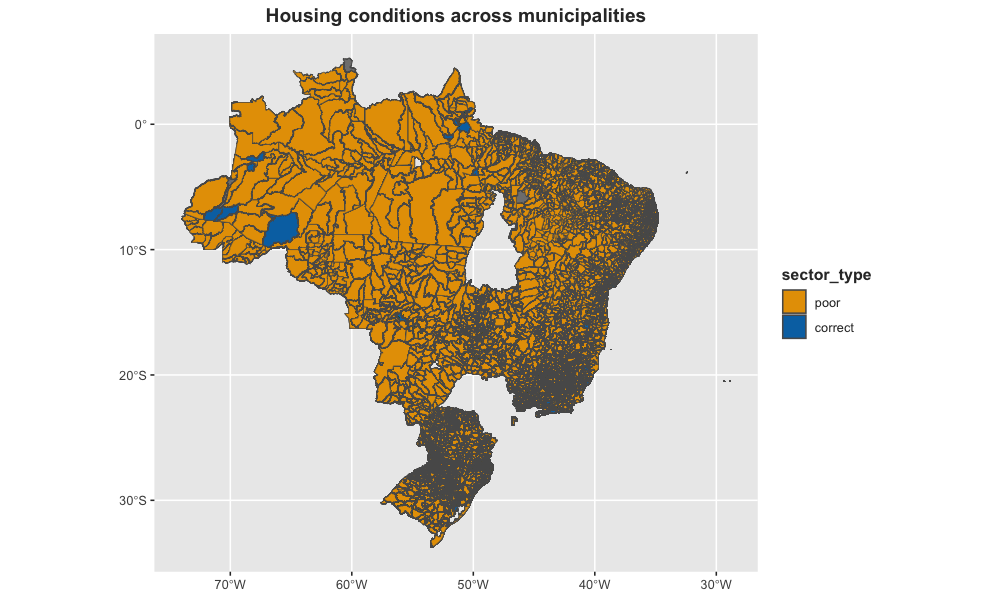 Housing conditions across municipalities
0°
10°S
20°S
30°S
70°W
60°W
50°W
40°W
30°W
sector_type
poor
correct